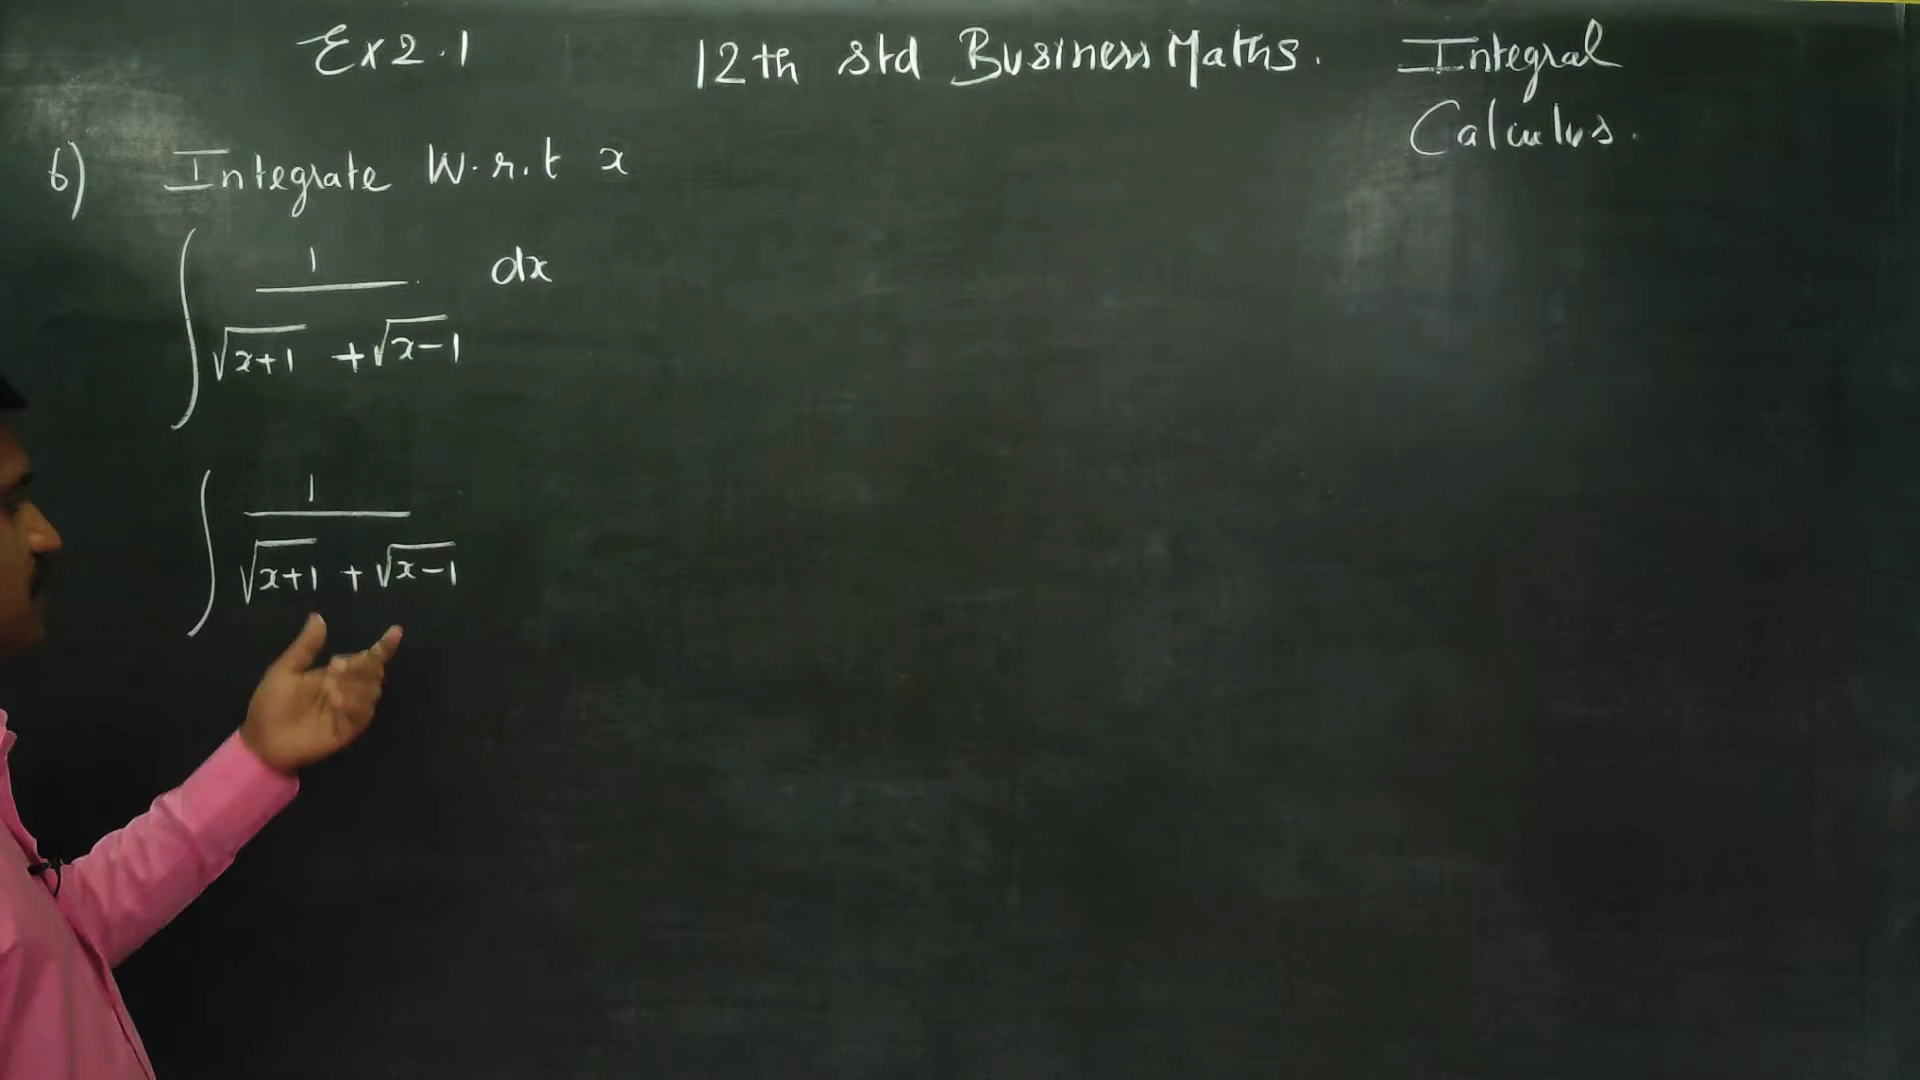 Ex 2.1 12th std Business Maths. Integral
Calculus.
6) Integrate w.r.t x
∫ 1/(√(x+1) + √(x-1)) dx
∫ 1/(√(x+1) + √(x-1))